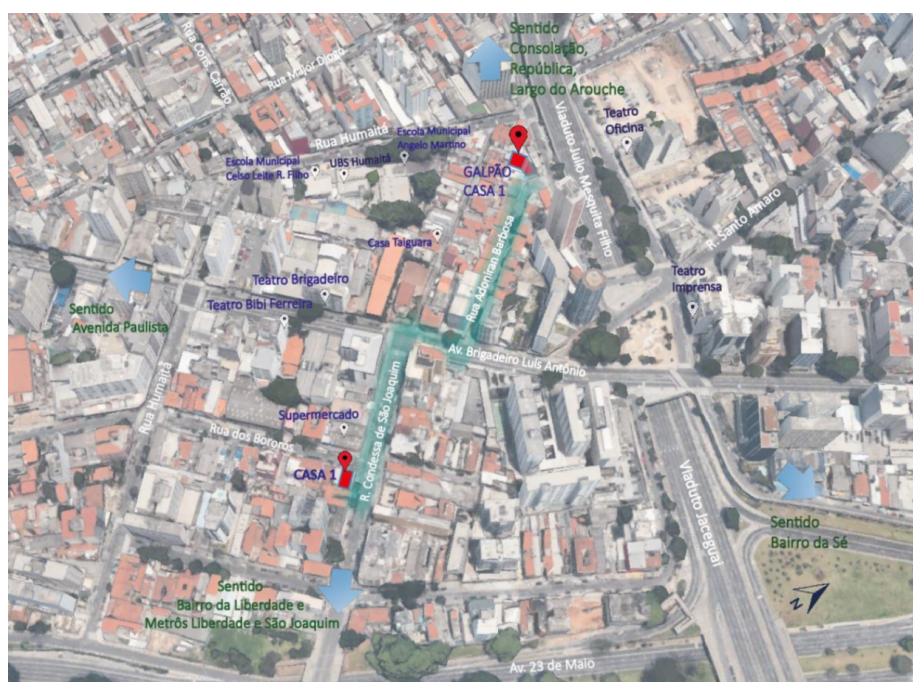 Sentido
Consolação,
República,
Largo do Arouche
Rua Cons. Carrão
Rua Major Diogo
Rua Humaitá
Escola Municipal
Celso Leite R. Filho
UBS Humaitá
Escola Municipal
Angelo Martino
GALPÃO
CASA 1
Viaduto Julio Mesquita Filho
Teatro
Oficina
R. Santo Amaro
Casa Taiguara
Rua Adoniran Barbosa
Teatro
Imprensa
Teatro Brigadeiro
Teatro Bibi Ferreira
Sentido
Avenida Paulista
Av. Brigadeiro Luís Antônio
Rua Humaitá
Supermercado
Rua dos Bororós
CASA 1
R. Condessa de São Joaquim
Viaduto Jaceguai
Sentido
Bairro da Sé
Sentido
Bairro da Liberdade e
Metrôs Liberdade e São Joaquim
Av. 23 de Maio
N